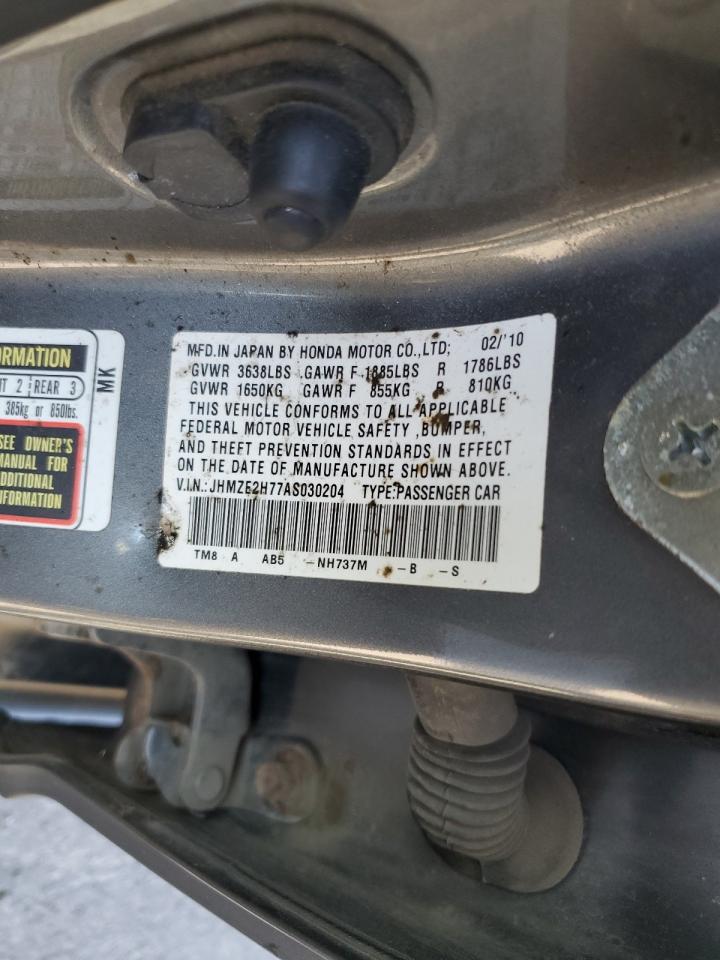 ORMATION
T 2 REAR 3
385kg or 850lbs.
SEE OWNER'S
MANUAL FOR
ADDITIONAL
INFORMATION
MK
MFD.IN JAPAN BY HONDA MOTOR CO.,LTD; 02/'10
GVWR 3638LBS GAWR F 1885LBS R 1786LBS
GVWR 1650KG GAWR F 855KG R 810KG
THIS VEHICLE CONFORMS TO ALL APPLICABLE
FEDERAL MOTOR VEHICLE SAFETY ,BUMPER,
AND THEFT PREVENTION STANDARDS IN EFFECT
ON THE DATE OF MANUFACTURE SHOWN ABOVE.
V.I.N.:JHMZE2H77AS030204 TYPE:PASSENGER CAR
TM8 A AB5 -NH737M -B -S